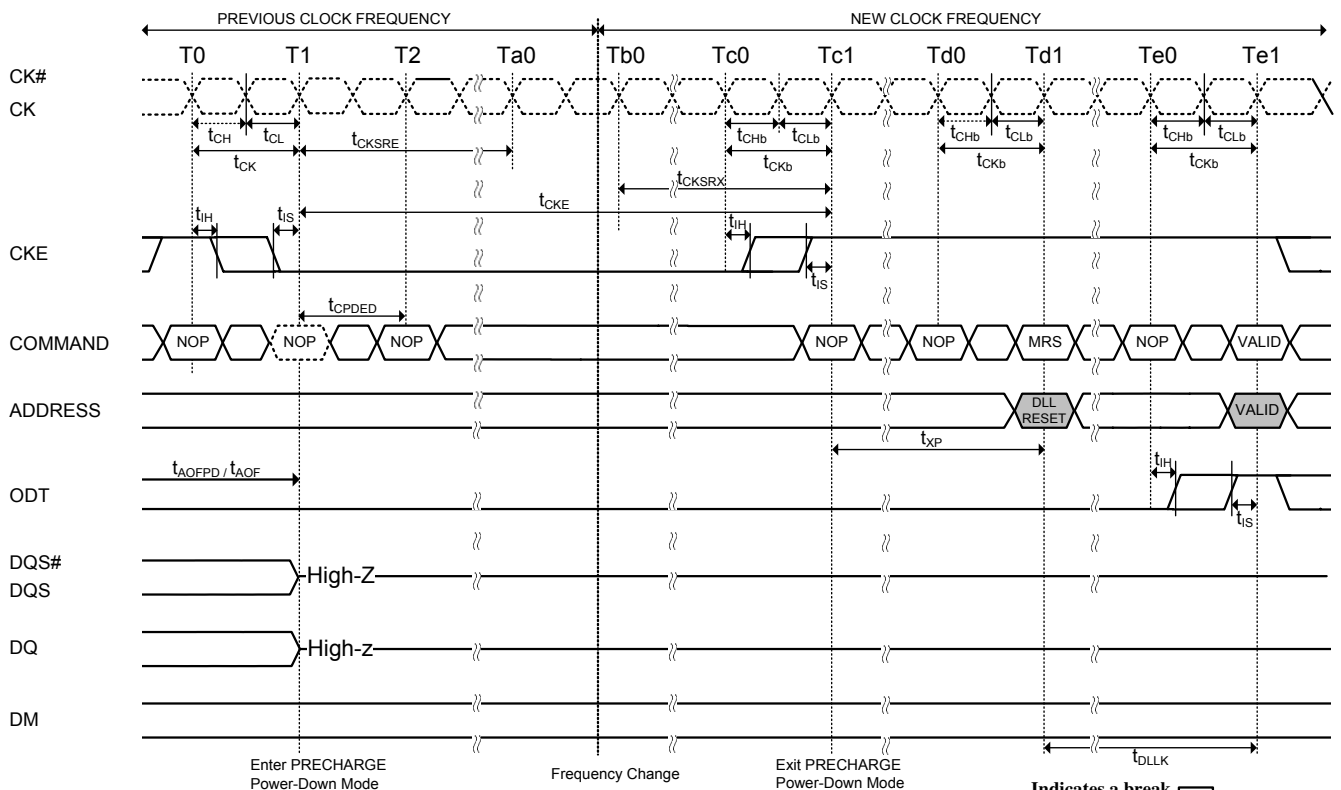 PREVIOUS CLOCK FREQUENCY NEW CLOCK FREQUENCY
T0 T1 T2 Ta0 Tb0 Tc0 Tc1 Td0 Td1 Te0 Te1
CK#
CK
tCH tCL tCKSRE tCHb tCLb tCHb tCLb tCHb tCLb
tCK tCKb tCKb tCKb
tCKSRX
tCKE
tIH tIS tIH
CKE
tIS
tCPDED
COMMAND NOP NOP NOP NOP NOP MRS NOP VALID
ADDRESS DLL RESET VALID
tXP
tAOFPD / tAOF tIH
ODT
tIS
DQS#
DQS
High-Z
DQ High-z
DM
tDLLK
Enter PRECHARGE
Power-Down Mode
Frequency Change
Exit PRECHARGE
Power-Down Mode
Indicates a break